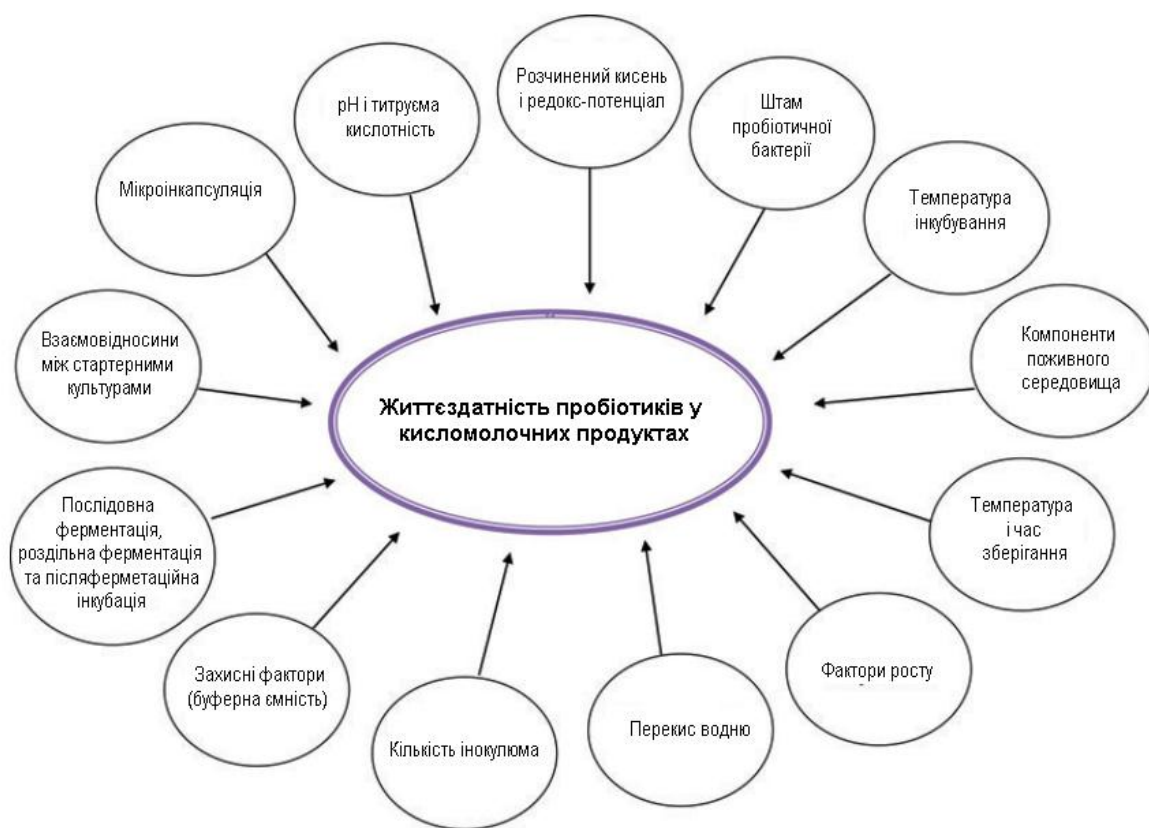 Розчинений кисень
і редокс-потенціал
рН і титруєма
кислотність
Штам
пробіотичної
бактерії
Мікроінкапсуляція
Температура
інкубування
Взаємовідносини
між стартерними
культурами
Компоненти
поживного
середовища
Життєздатність пробіотиків у
кисломолочних продуктах
Послідовна
ферментація,
роздільна ферментація
та післяферметаційна
інкубація
Температура
і час
зберігання
Захисні фактори
(буферна ємність)
Фактори росту
Кількість інокулюма
Перекис водню